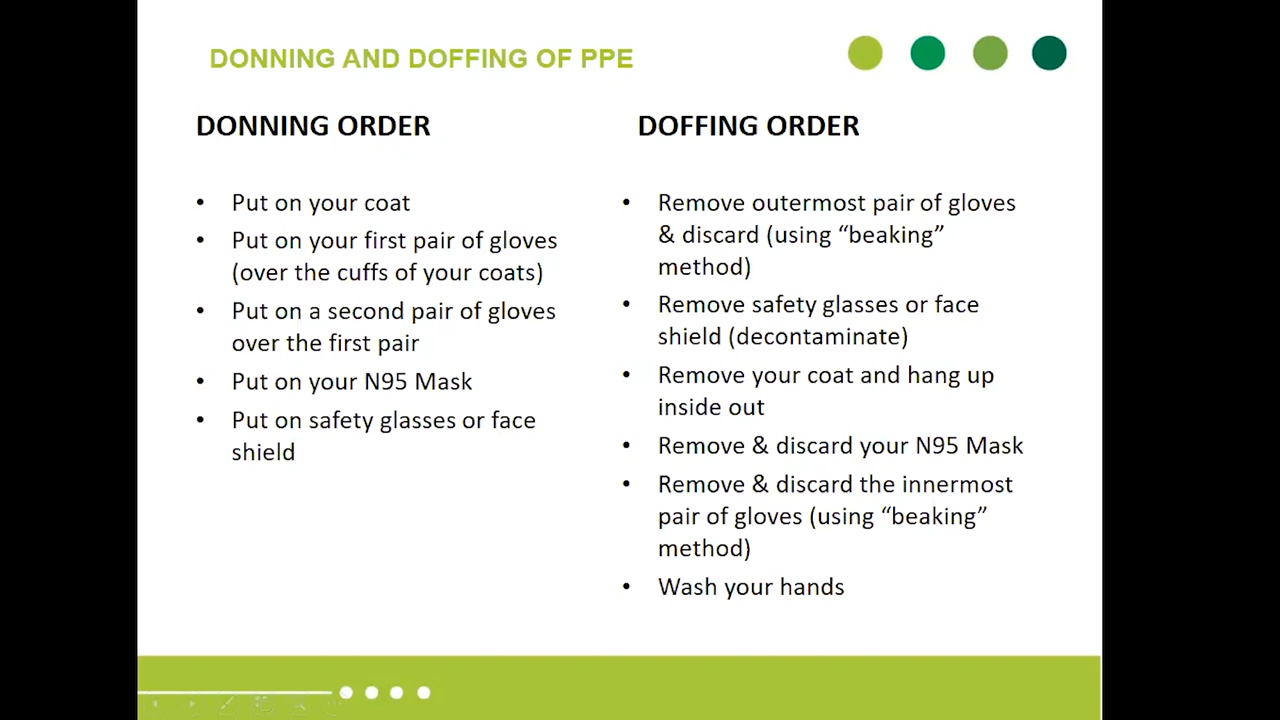 DONNING AND DOFFING OF PPE
DONNING ORDER
• Put on your coat
• Put on your first pair of gloves
(over the cuffs of your coats)
• Put on a second pair of gloves
over the first pair
• Put on your N95 Mask
• Put on safety glasses or face
shield
DOFFING ORDER
• Remove outermost pair of gloves
& discard (using “beaking”
method)
• Remove safety glasses or face
shield (decontaminate)
• Remove your coat and hang up
inside out
• Remove & discard your N95 Mask
• Remove & discard the innermost
pair of gloves (using “beaking”
method)
• Wash your hands